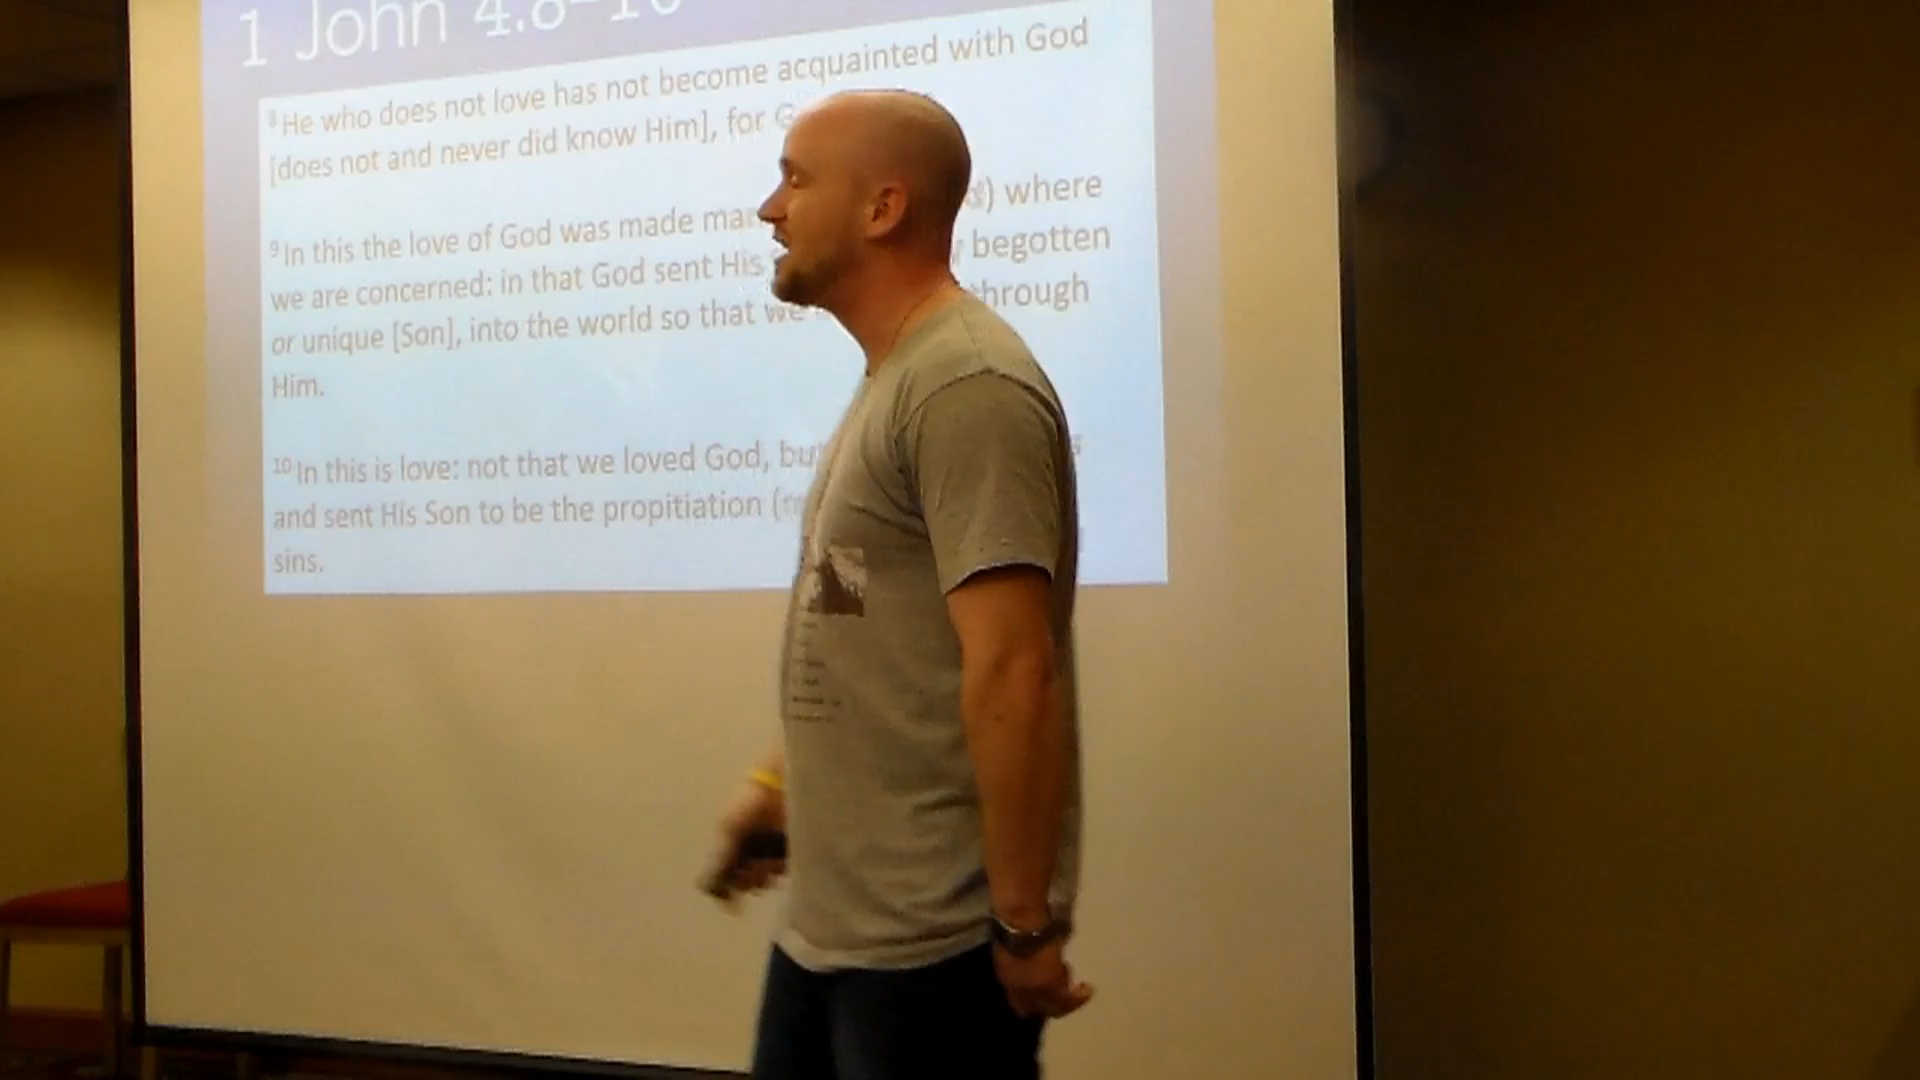 1 John 4.8-10
8 He who does not love has not become acquainted with God
[does not and never did know Him], for
9 In this the love of God was made where
we are concerned: in that God sent His begotten
or unique [Son], into the world so that we through
Him.
10 In this is love: not that we loved God, but
and sent His Son to be the propitiation
sins.